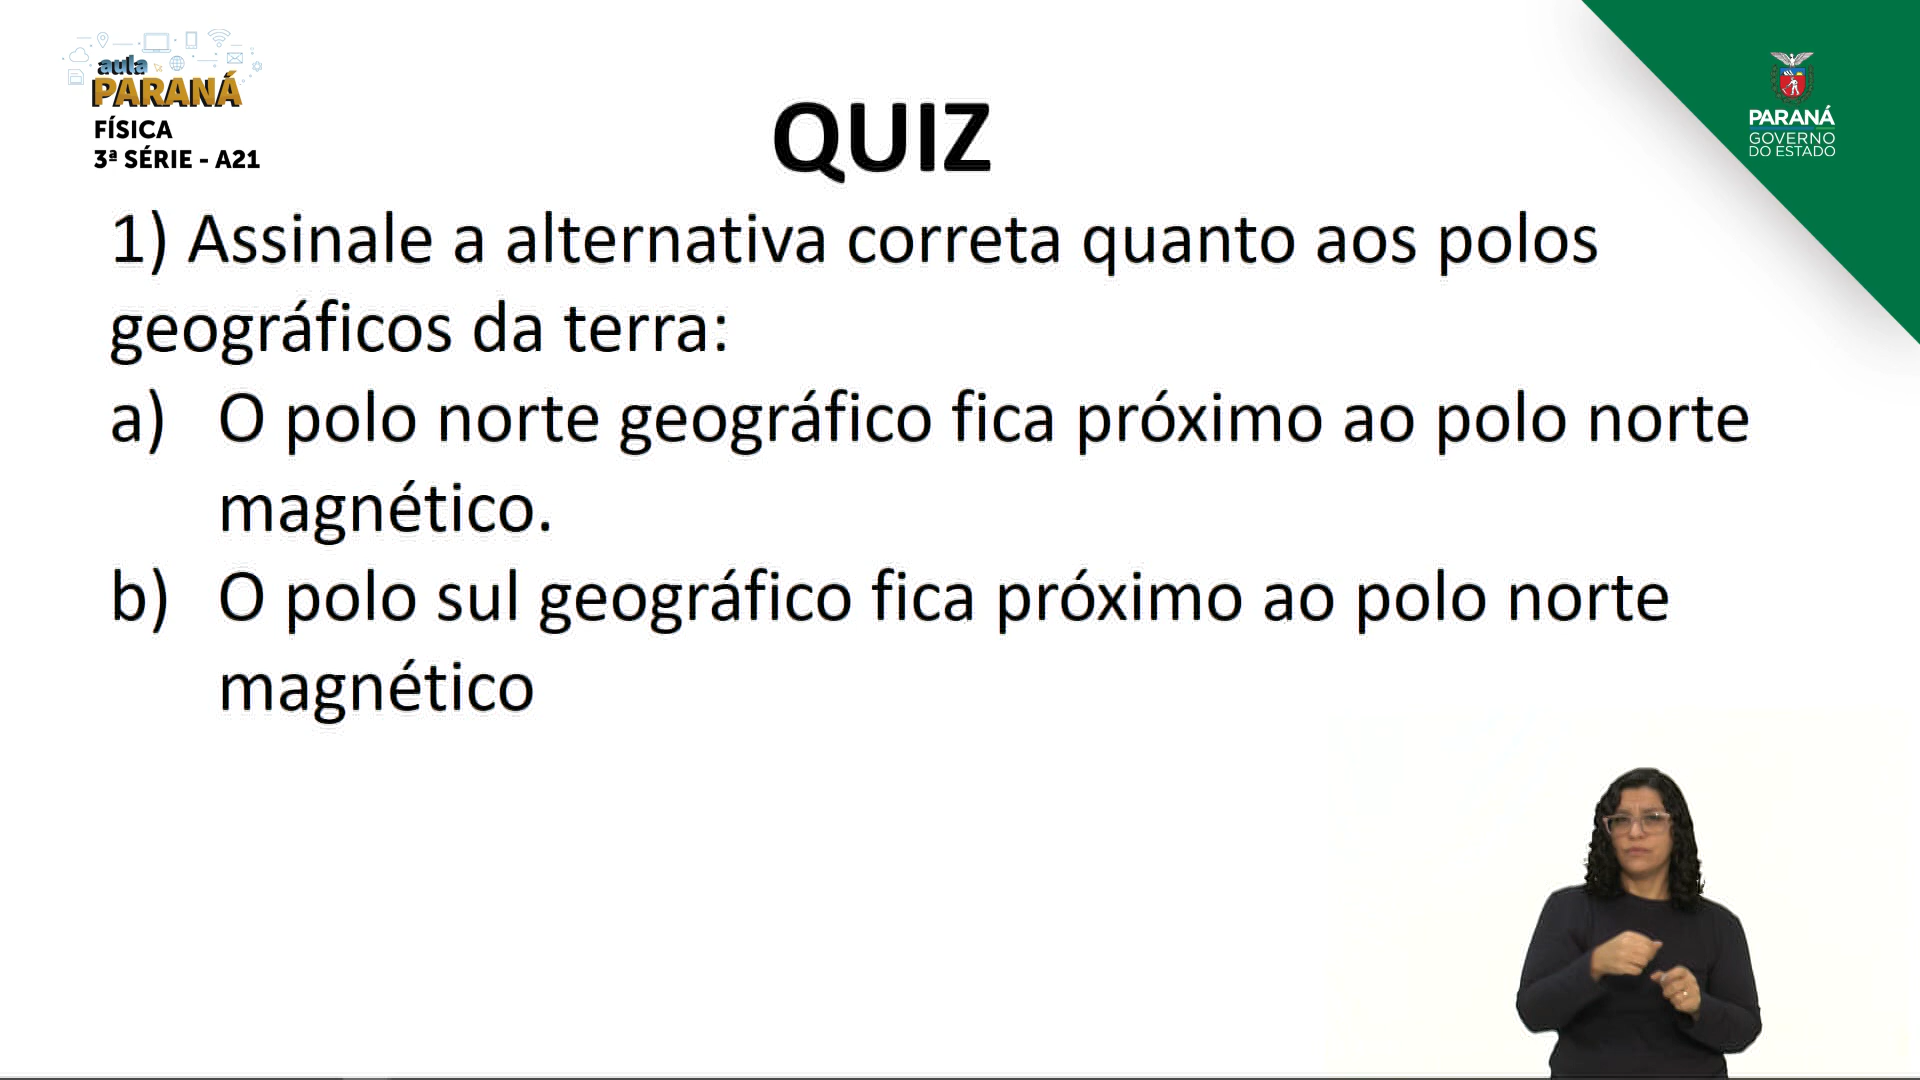 aula
PARANÁ
FÍSICA
3ª SÉRIE - A21
PARANÁ
GOVERNO
DO ESTADO
QUIZ
1) Assinale a alternativa correta quanto aos polos
geográficos da terra:
a) O polo norte geográfico fica próximo ao polo norte
magnético.
b) O polo sul geográfico fica próximo ao polo norte
magnético